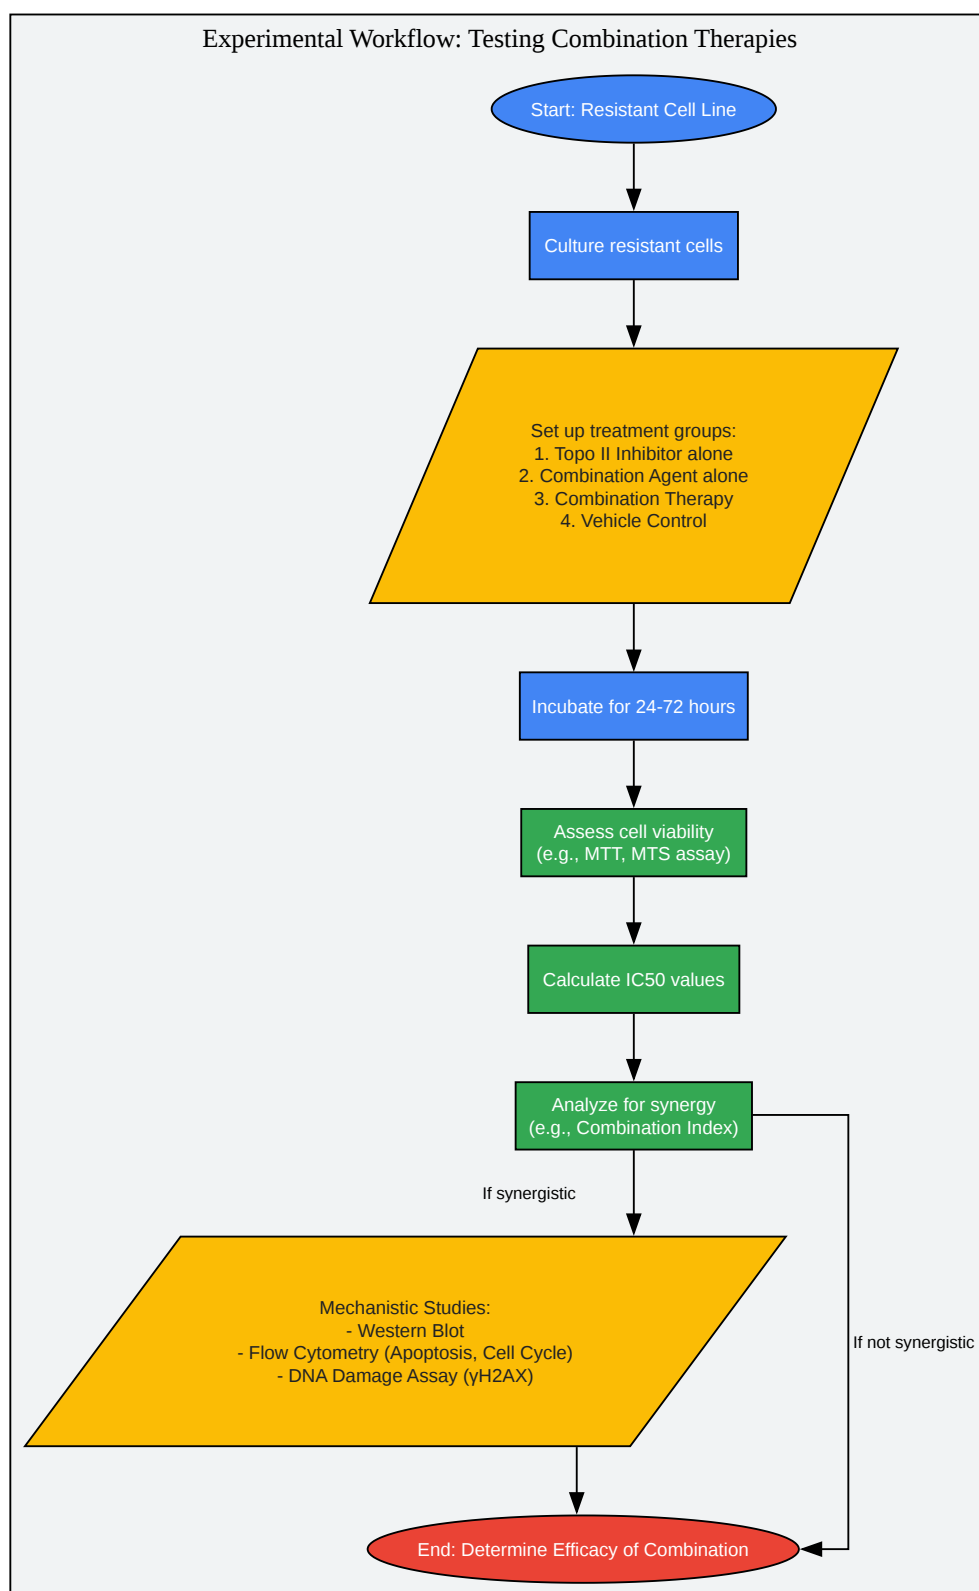 Experimental Workflow: Testing Combination Therapies
Start: Resistant Cell Line
Culture resistant cells
Set up treatment groups:
1. Topo II Inhibitor alone
2. Combination Agent alone
3. Combination Therapy
4. Vehicle Control
Incubate for 24-72 hours
Assess cell viability
(e.g., MTT, MTS assay)
Calculate IC50 values
Analyze for synergy
(e.g., Combination Index)
If synergistic
Mechanistic Studies:
- Western Blot
- Flow Cytometry (Apoptosis, Cell Cycle)
- DNA Damage Assay (γH2AX)
If not synergistic
End: Determine Efficacy of Combination